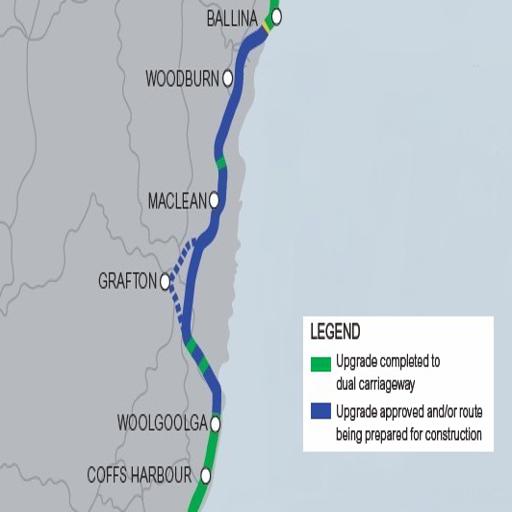 BALLINA
WOODBURN
MACLEAN
GRAFTON
LEGEND
Upgrade completed to
dual carriageway
Upgrade approved and/or route
being prepared for construction
WOOLGOOLGA
COFFS HARBOUR